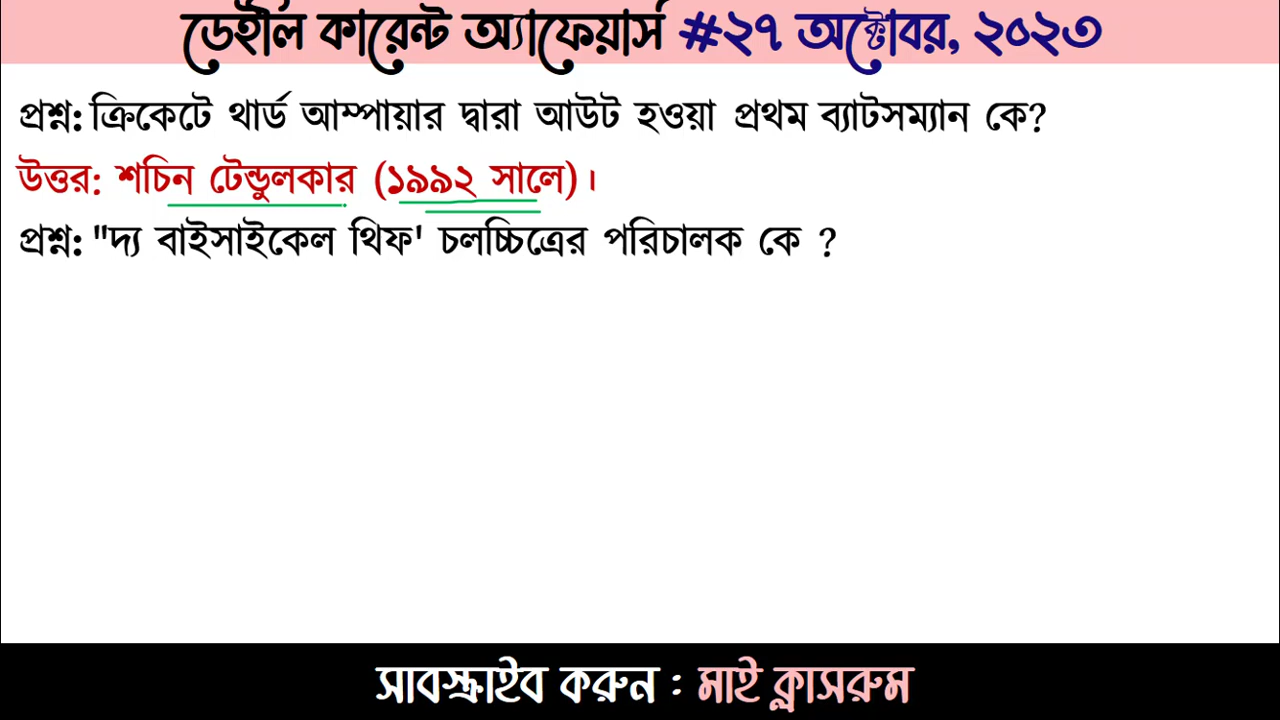 ডেইলি কারেন্ট অ্যাফেয়ার্স #২৭ অক্টোবর, ২০২৩
প্রশ্ন: ক্রিকেটে থার্ড আম্পায়ার দ্বারা আউট হওয়া প্রথম ব্যাটসম্যান কে?
উত্তর: শচিন টেন্ডুলকার (১৯৯২ সালে)।
প্রশ্ন: "দ্য বাইসাইকেল থিফ' চলচ্চিত্রের পরিচালক কে ?
সাবস্ক্রাইব করুন : মাই ক্লাসরুম